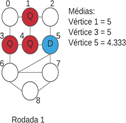 0 1 2
Q
3 4 5
Q Q D
6 7
8
Médias:
Vértice 1 = 5
Vértice 3 = 5
Vértice 5 = 4.333
Rodada 1